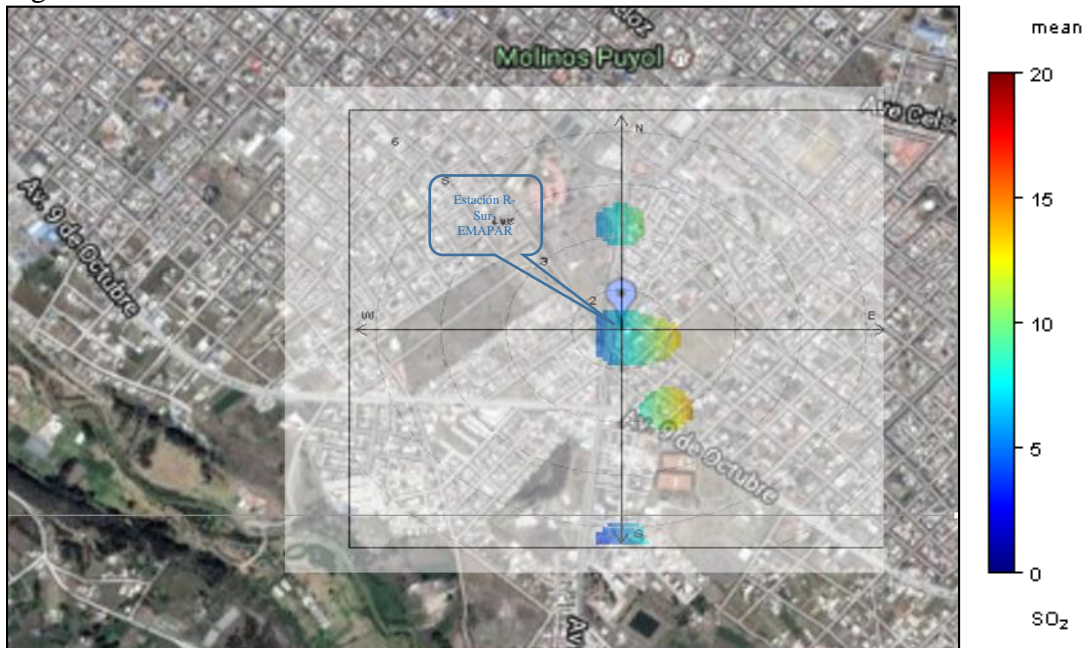 mean
Molinos Puyol
20
N
6
5
Av. 9 de Octubre
Estación R-
Sur
EMAPAR
15
3
2
W
E
10
Av. 9 de Octubre
5
S
Av
0
SO₂